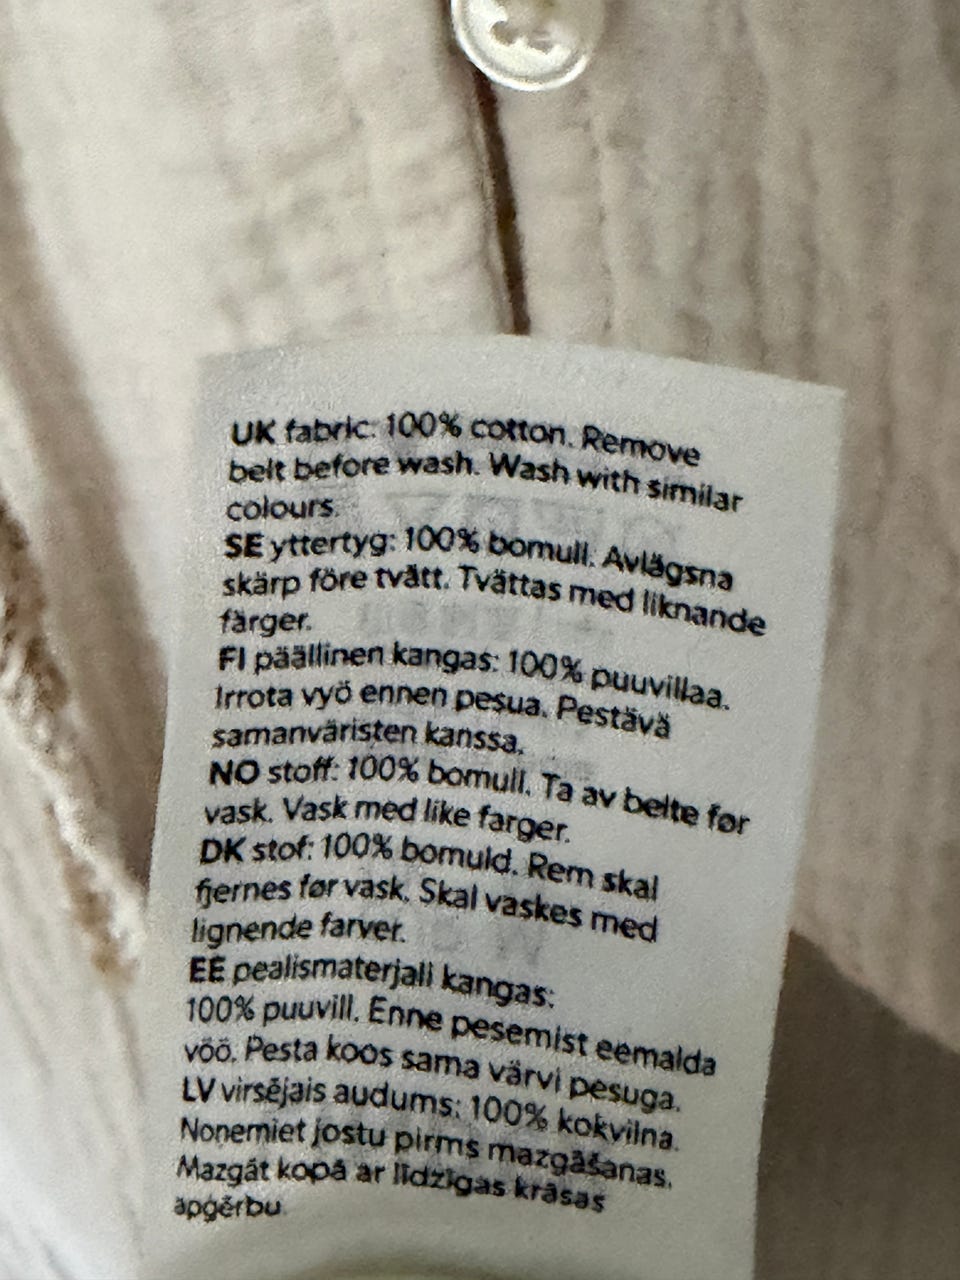 UK fabric: 100% cotton. Remove
belt before wash. Wash with similar
colours.
SE yttertyg: 100% bomull. Avlägsna
skärp före tvätt. Tvättas med liknande
färger.
FI päällinen kangas: 100% puuvillaa.
Irrota vyö ennen pesua. Pestävä
samanväristen kanssa.
NO stoff: 100% bomull. Ta av belte før
vask. Vask med like farger.
DK stof: 100% bomuld. Rem skal
fjernes før vask. Skal vaskes med
lignende farver.
EE pealismaterjali kangas:
100% puuvill. Enne pesemist eemalda
vöö. Pesta koos sama värvi pesuga.
LV virsējais audums: 100% kokvilna.
Noņemiet jostu pirms mazgāšanas.
Mazgāt kopā ar līdzīgas krāsas
apģērbu